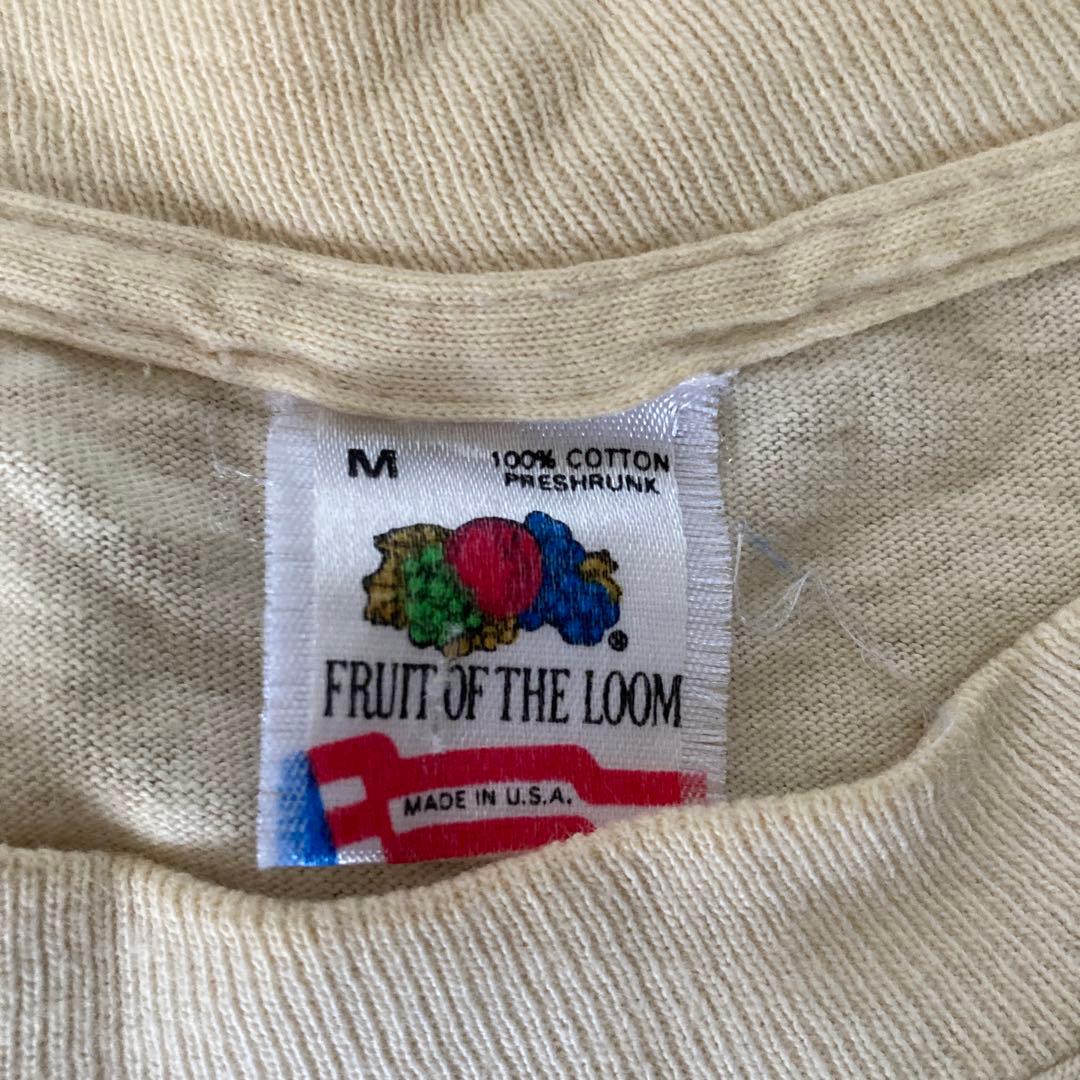 M
100% COTTON
PRESHRUNK
®
FRUIT OF THE LOOM
MADE IN U.S.A.